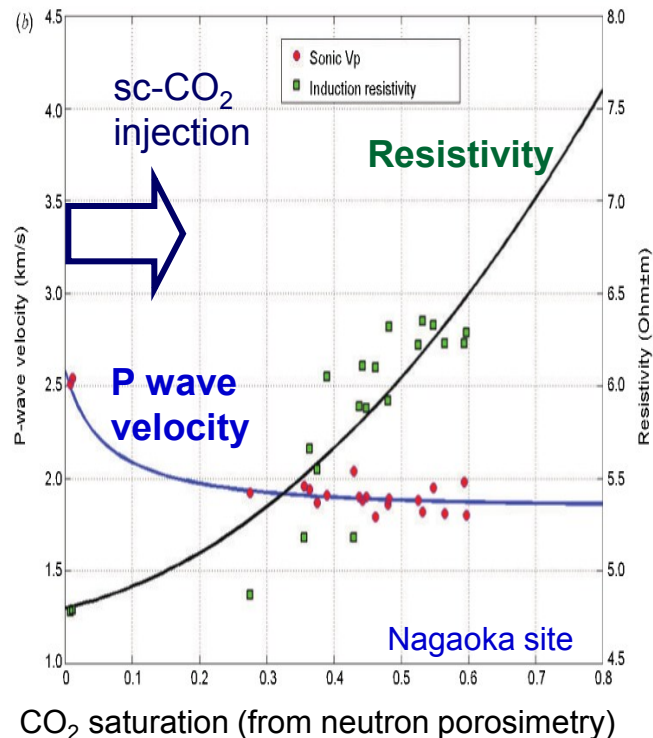 (b)
4.5
4.0
3.5
3.0
2.5
2.0
1.5
1.0
P-wave velocity (km/s)
sc-CO₂
injection
Sonic Vp
Induction resistivity
Resistivity
P wave
velocity
Nagaoka site
8.0
7.5
7.0
6.5
6.0
5.5
5.0
4.5
Resistivity (Ohm±m)
0 0.1 0.2 0.3 0.4 0.5 0.6 0.7 0.8
CO₂ saturation (from neutron porosimetry)